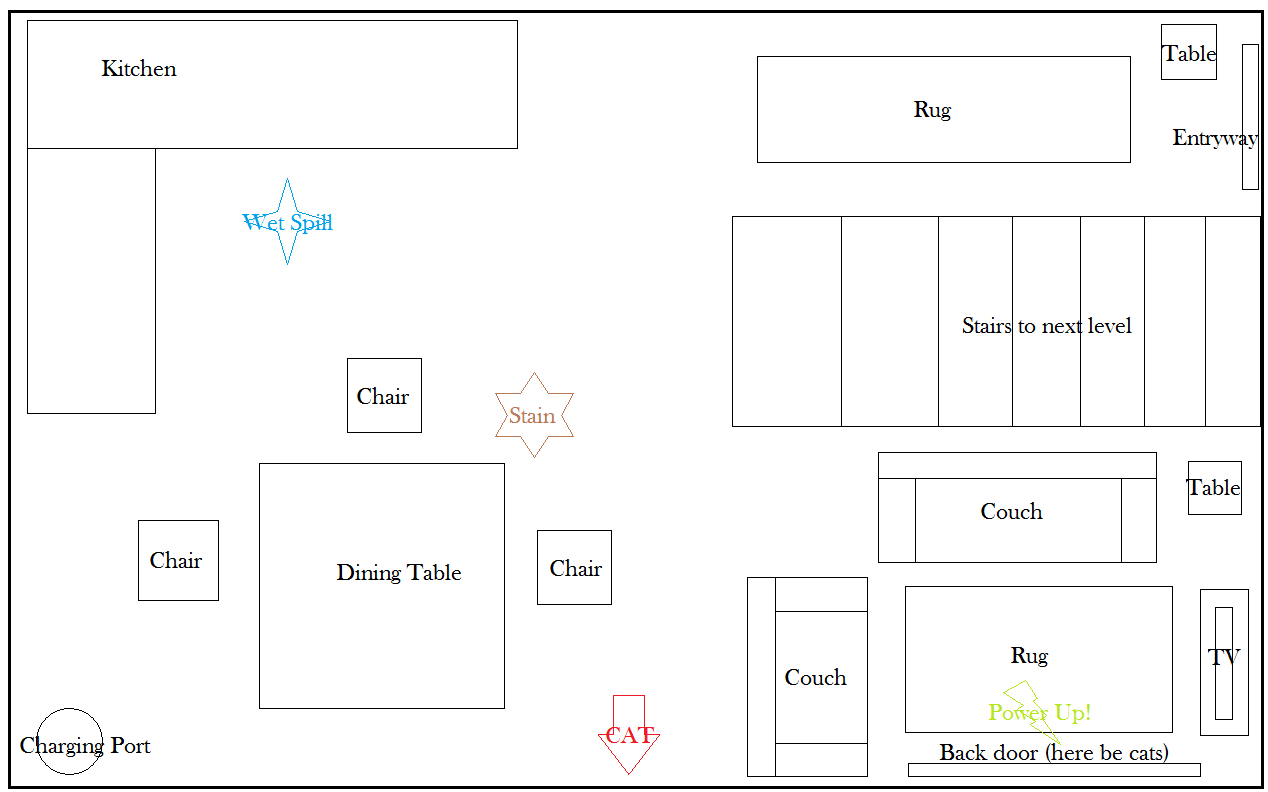 Kitchen
Table
Rug
Entryway
Wet Spill
Stairs to next level
Chair
Stain
Table
Couch
Chair
Dining Table
Chair
Rug
TV
Couch
Power Up!
CAT
Charging Port
Back door (here be cats)